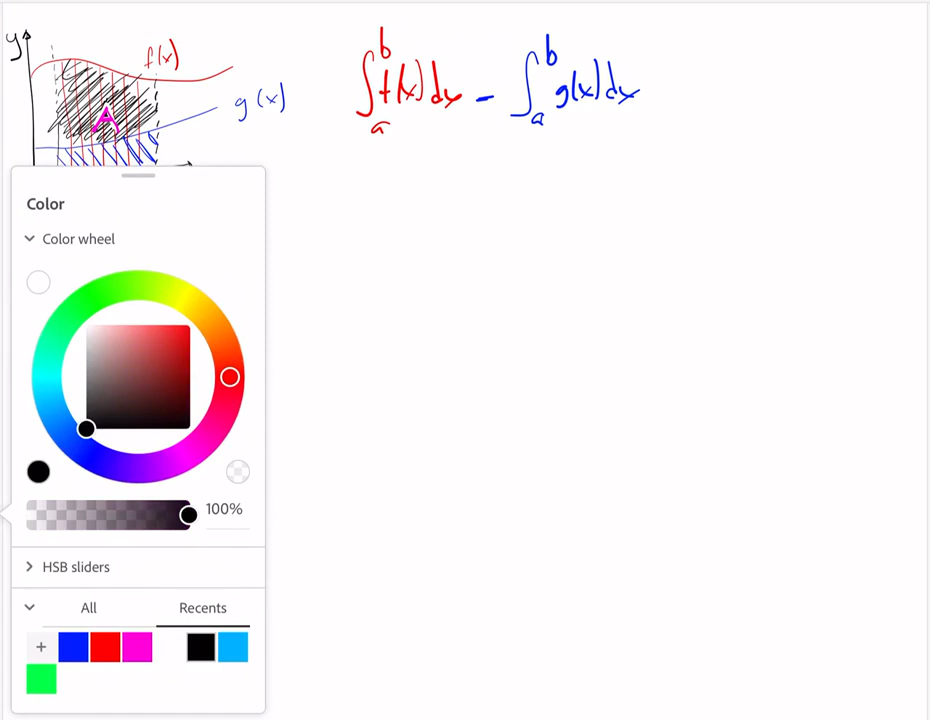 y
f(x)
g(x)
A
∫ₐᵇ f(x)dx - ∫ₐᵇ g(x)dx
Color
Color wheel
100%
HSB sliders
All Recents
+